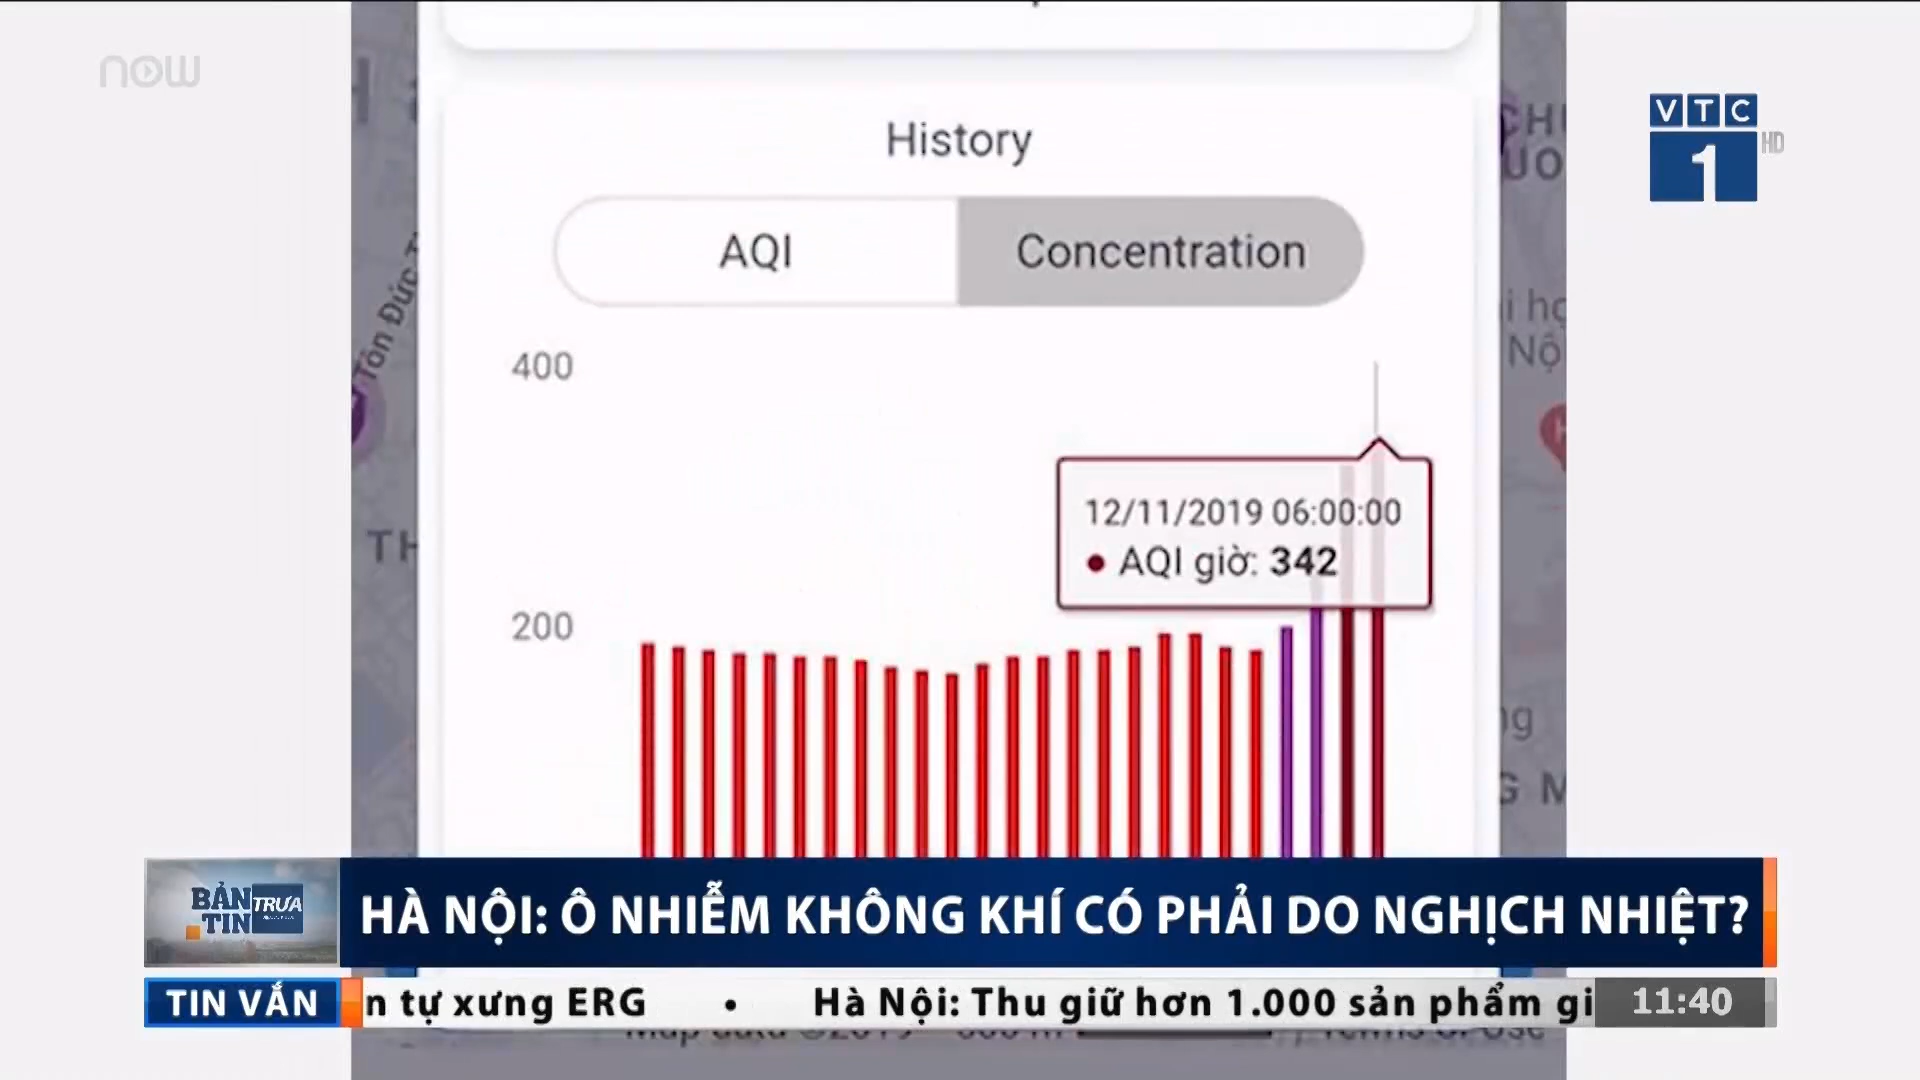 now
VTC
1
HD
History
AQI
Concentration
400
Tôn Đức
12/11/2019 06:00:00
AQI giờ: 342
200
BẢN TIN TRƯA
HÀ NỘI: Ô NHIỄM KHÔNG KHÍ CÓ PHẢI DO NGHỊCH NHIỆT?
TIN VẮN
n tự xưng ERG • Hà Nội: Thu giữ hơn 1.000 sản phẩm gi
11:40